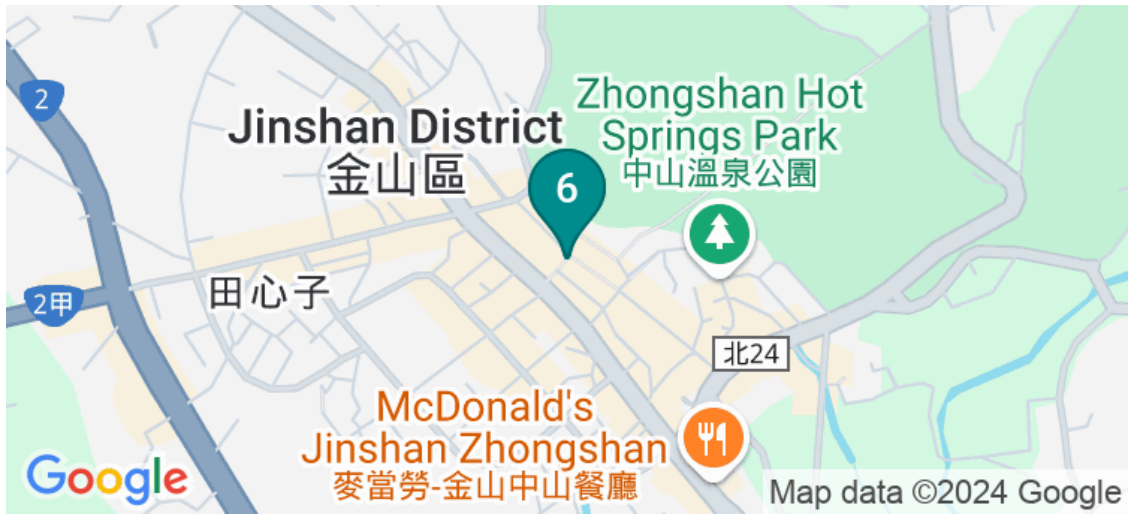 2
Jinshan District
金山區
Zhongshan Hot
Springs Park
中山溫泉公園
6
田心子
2甲
北24
McDonald's
Jinshan Zhongshan
麥當勞-金山中山餐廳
Google
Map data ©2024 Google